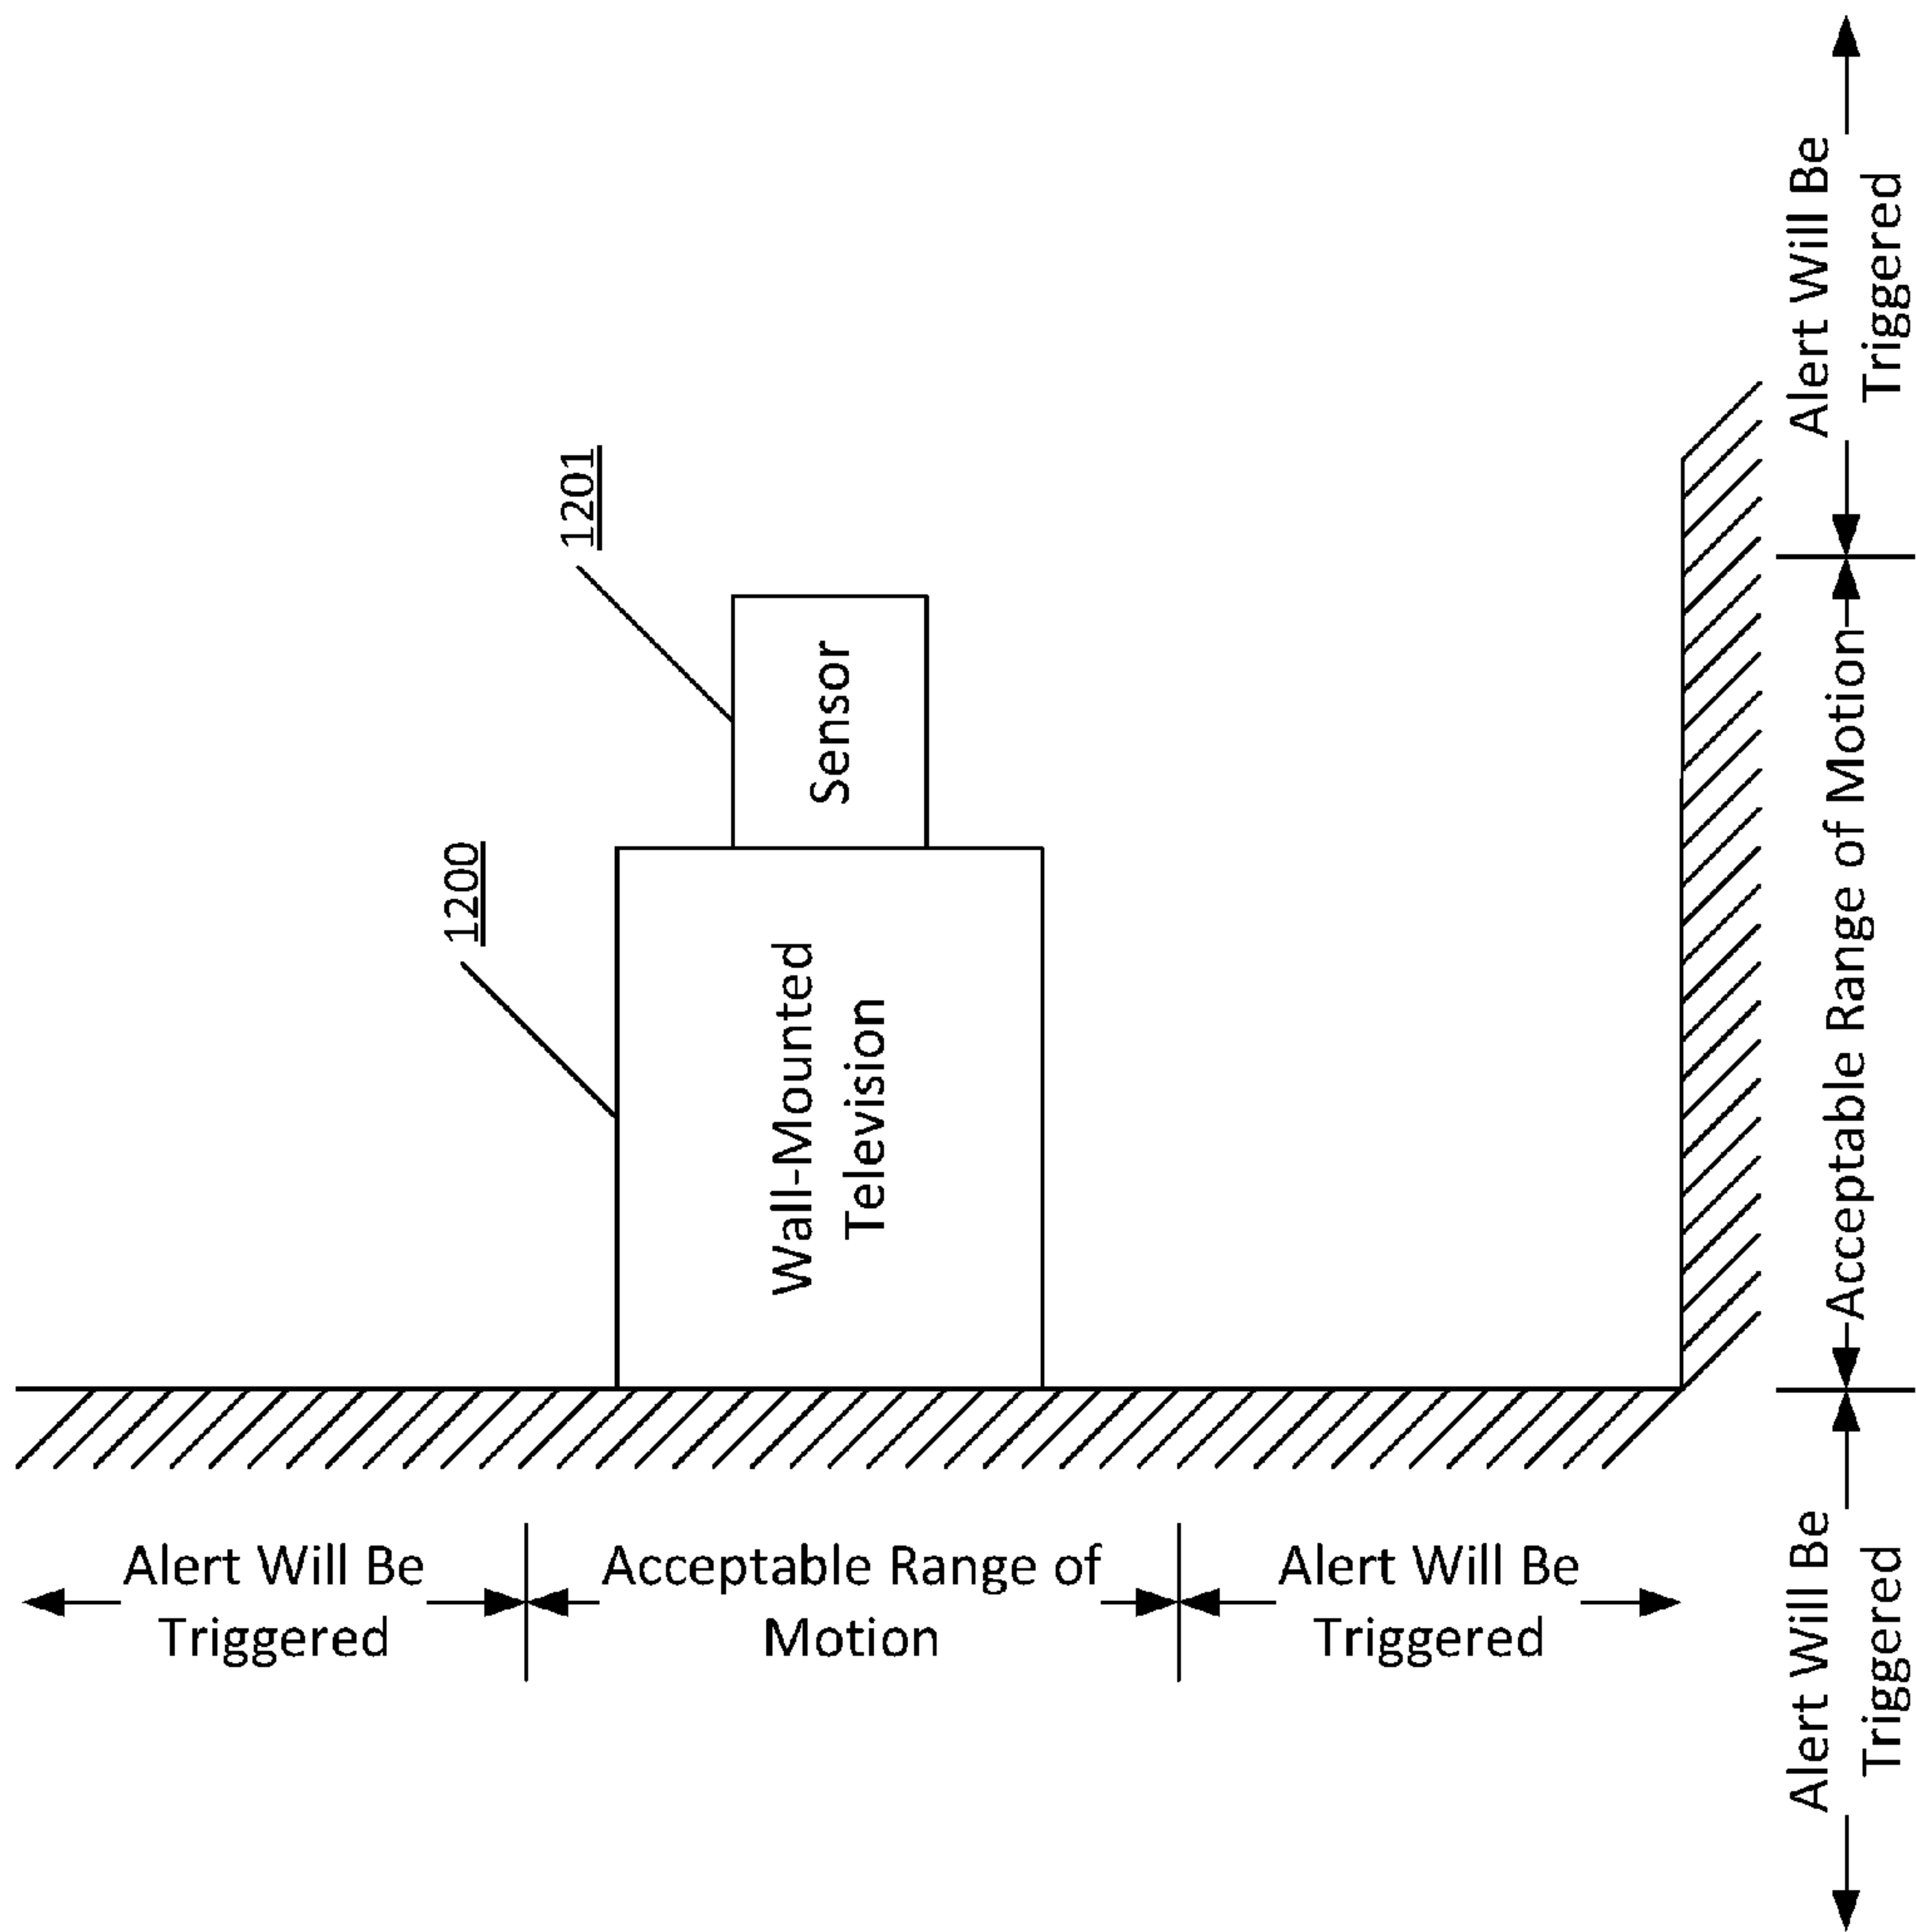 1200
1201
Wall-Mounted
Television
Sensor
Alert Will Be
Triggered
Acceptable Range of
Motion
Alert Will Be
Triggered
Alert Will Be
Triggered
Acceptable Range of Motion
Alert Will Be
Triggered